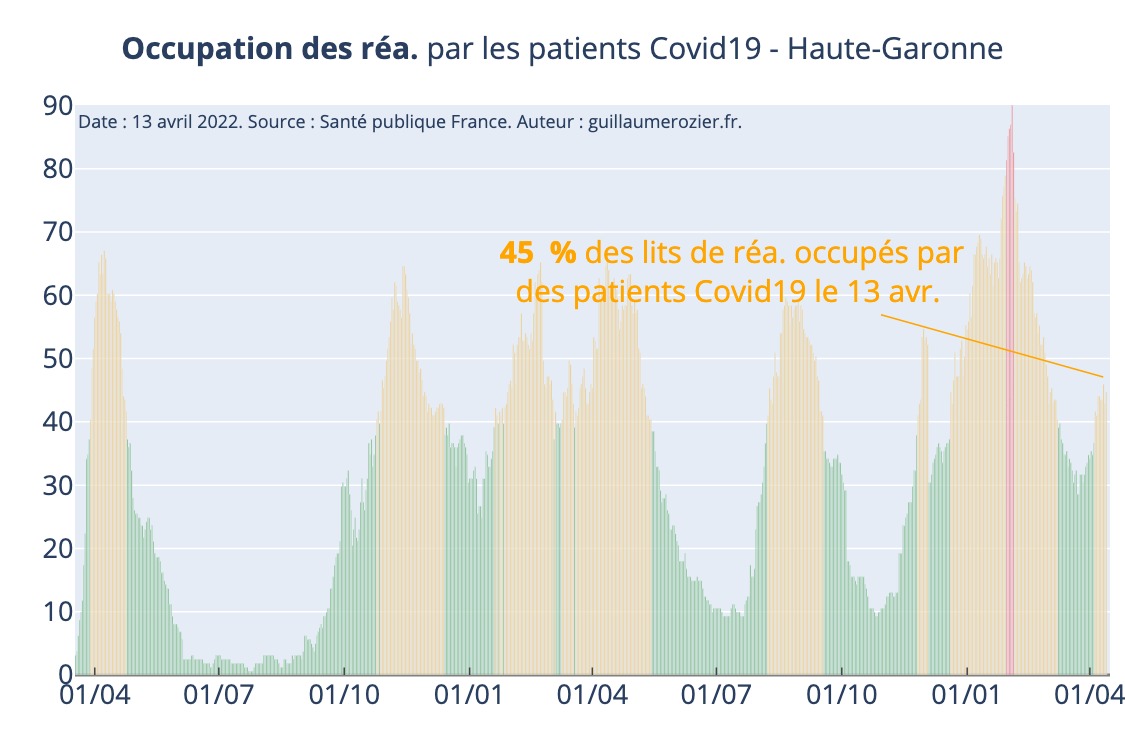 Occupation des réa. par les patients Covid19 - Haute-Garonne
90
Date : 13 avril 2022. Source : Santé publique France. Auteur : guillaumerozier.fr.
80
70
45 % des lits de réa. occupés par
des patients Covid19 le 13 avr.
60
50
40
30
20
10
0
01/04 01/07 01/10 01/01 01/04 01/07 01/10 01/01 01/04